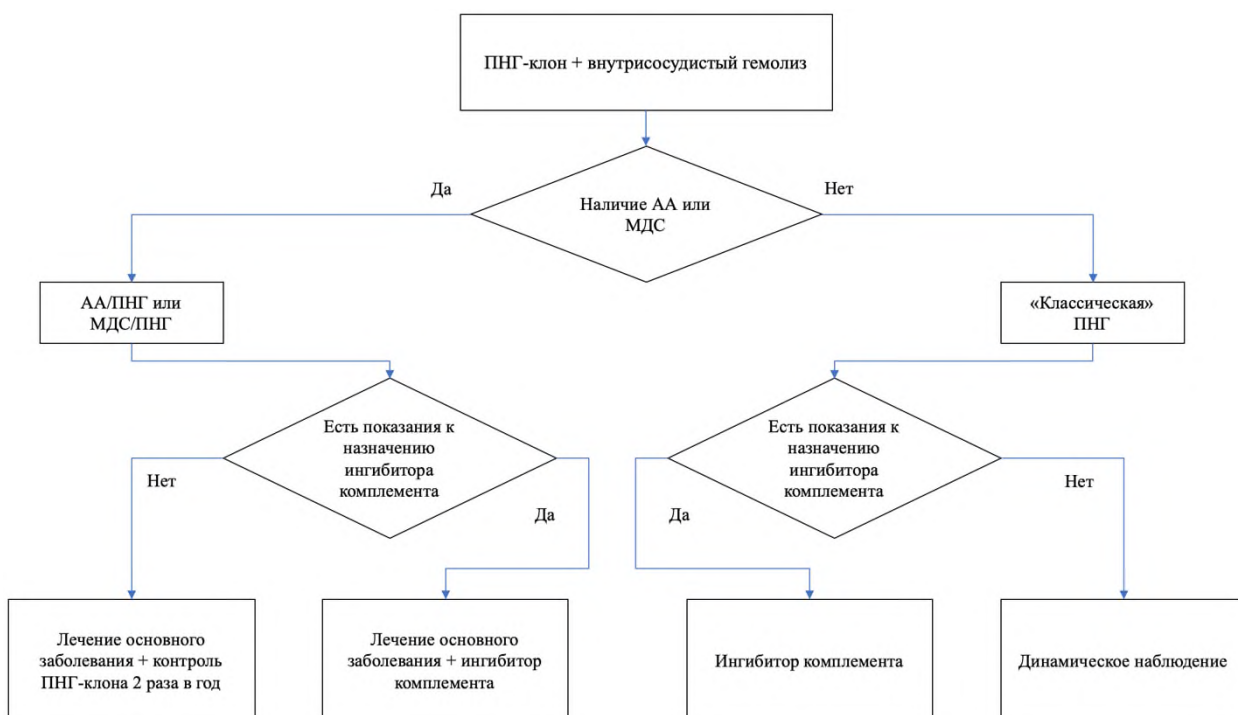 ПНГ-клон + внутрисосудистый гемолиз
Да
Наличие АА или
МДС
Нет
АА/ПНГ или
МДС/ПНГ
«Классическая»
ПНГ
Есть показания к
назначению
ингибитора
комплемента
Нет
Да
Есть показания к
назначению
ингибитора
комплемента
Да
Нет
Лечение основного
заболевания + контроль
ПНГ-клона 2 раза в год
Лечение основного
заболевания + ингибитор
комплемента
Ингибитор комплемента
Динамическое наблюдение